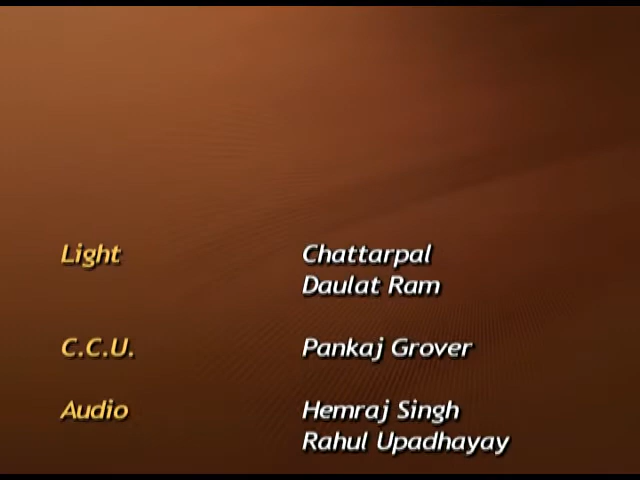 Light Chattarpal
Daulat Ram
C.C.U. Pankaj Grover
Audio Hemraj Singh
Rahul Upadhayay